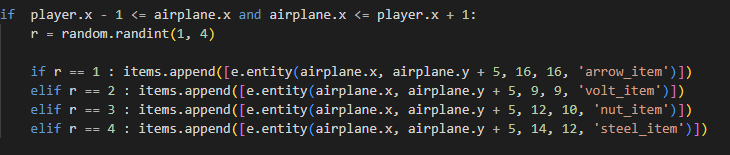 if  player.x - 1 <= airplane.x and airplane.x <= player.x + 1:
    r = random.randint(1, 4)

    if r == 1 : items.append([e.entity(airplane.x, airplane.y + 5, 16, 16, 'arrow_item')])
    elif r == 2 : items.append([e.entity(airplane.x, airplane.y + 5, 9, 9, 'volt_item')])
    elif r == 3 : items.append([e.entity(airplane.x, airplane.y + 5, 12, 10, 'nut_item')])
    elif r == 4 : items.append([e.entity(airplane.x, airplane.y + 5, 14, 12, 'steel_item')])